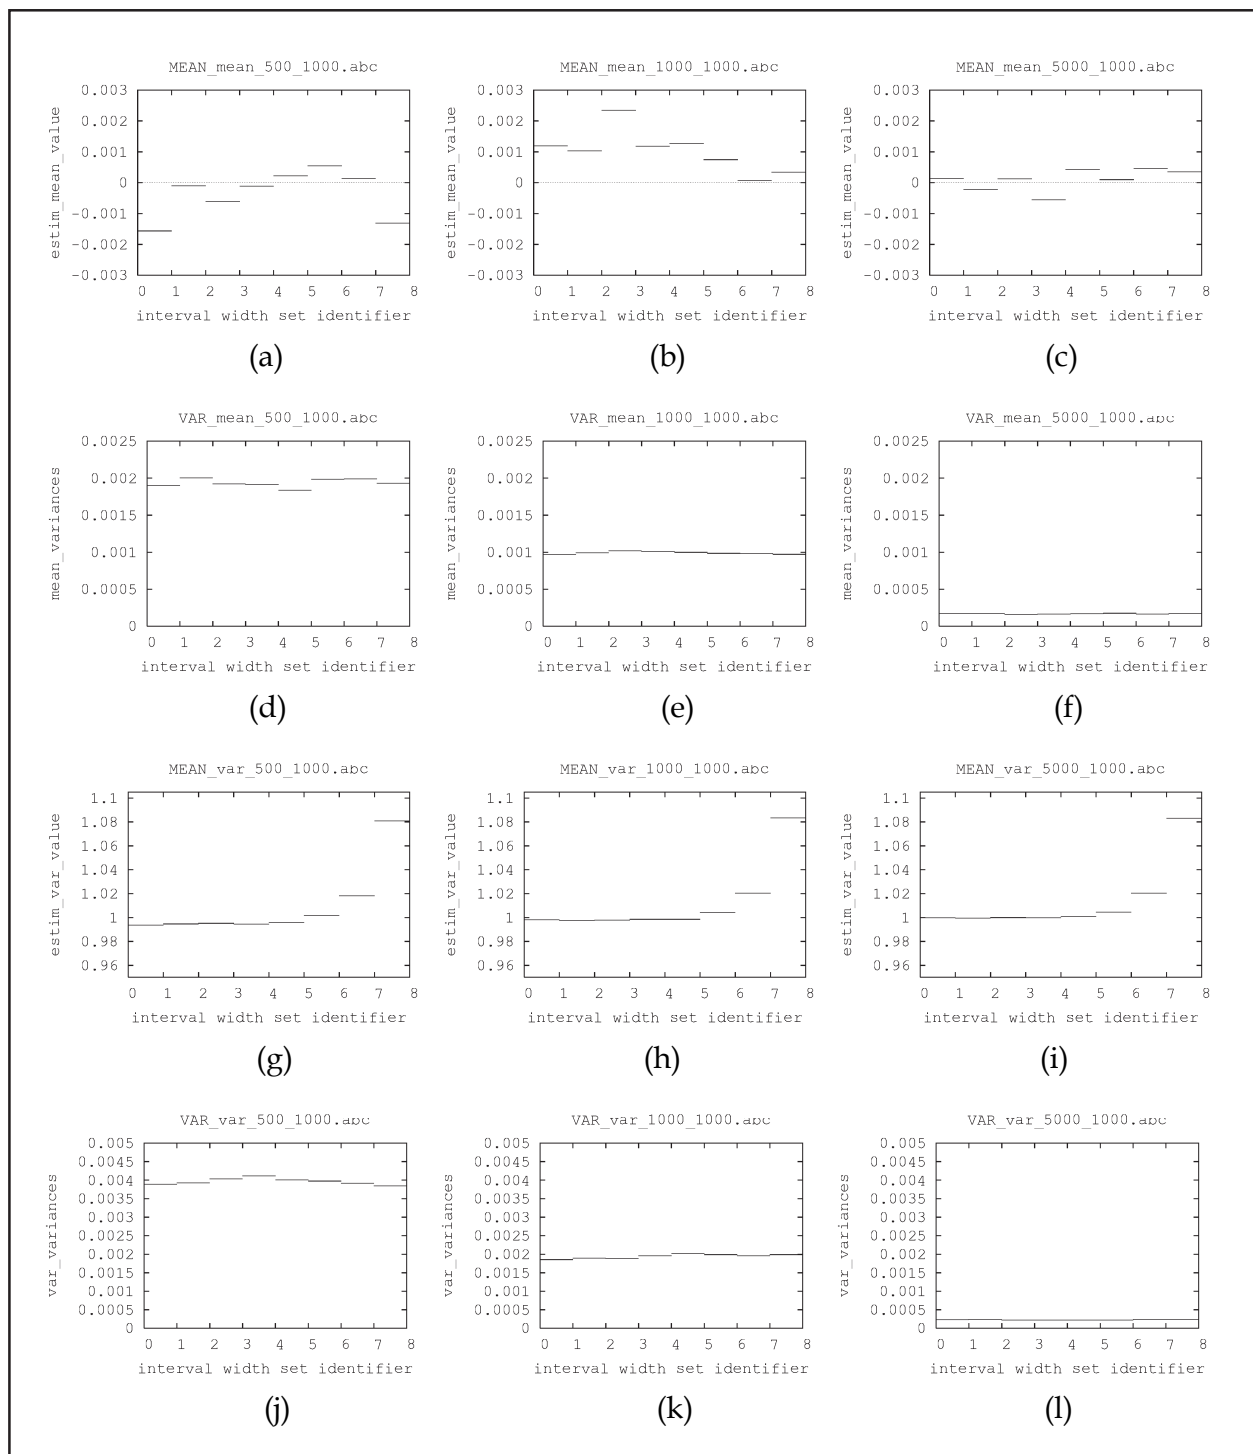 MEAN_mean_500_1000.abc
estim_mean_value
0.003
0.002
0.001
0
-0.001
-0.002
-0.003
0 1 2 3 4 5 6 7 8
interval width set identifier
(a)
MEAN_mean_1000_1000.abc
estim_mean_value
0.003
0.002
0.001
0
-0.001
-0.002
-0.003
0 1 2 3 4 5 6 7 8
interval width set identifier
(b)
MEAN_mean_5000_1000.abc
estim_mean_value
0.003
0.002
0.001
0
-0.001
-0.002
-0.003
0 1 2 3 4 5 6 7 8
interval width set identifier
(c)
VAR_mean_500_1000.abc
mean_variances
0.0025
0.002
0.0015
0.001
0.0005
0
0 1 2 3 4 5 6 7 8
interval width set identifier
(d)
VAR_mean_1000_1000.abc
mean_variances
0.0025
0.002
0.0015
0.001
0.0005
0
0 1 2 3 4 5 6 7 8
interval width set identifier
(e)
VAR_mean_5000_1000.abc
mean_variances
0.0025
0.002
0.0015
0.001
0.0005
0
0 1 2 3 4 5 6 7 8
interval width set identifier
(f)
MEAN_var_500_1000.abc
estim_var_value
1.1
1.08
1.06
1.04
1.02
1
0.98
0.96
0 1 2 3 4 5 6 7 8
interval width set identifier
(g)
MEAN_var_1000_1000.abc
estim_var_value
1.1
1.08
1.06
1.04
1.02
1
0.98
0.96
0 1 2 3 4 5 6 7 8
interval width set identifier
(h)
MEAN_var_5000_1000.abc
estim_var_value
1.1
1.08
1.06
1.04
1.02
1
0.98
0.96
0 1 2 3 4 5 6 7 8
interval width set identifier
(i)
VAR_var_500_1000.abc
var_variances
0.005
0.0045
0.004
0.0035
0.003
0.0025
0.002
0.0015
0.001
0.0005
0
0 1 2 3 4 5 6 7 8
interval width set identifier
(j)
VAR_var_1000_1000.abc
var_variances
0.005
0.0045
0.004
0.0035
0.003
0.0025
0.002
0.0015
0.001
0.0005
0
0 1 2 3 4 5 6 7 8
interval width set identifier
(k)
VAR_var_5000_1000.abc
var_variances
0.005
0.0045
0.004
0.0035
0.003
0.0025
0.002
0.0015
0.001
0.0005
0
0 1 2 3 4 5 6 7 8
interval width set identifier
(l)